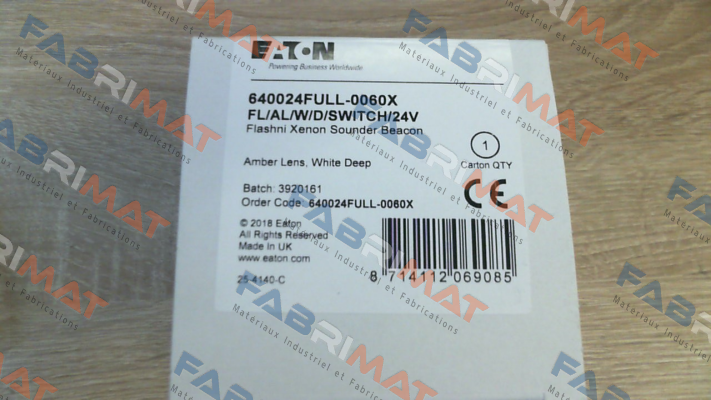 EATON
Powering Business Worldwide
640024FULL-0060X
FL/AL/W/D/SWITCH/24V
Flashni Xenon Sounder Beacon
1
Carton QTY
Amber Lens, White Deep
Batch: 3920161
Order Code: 640024FULL-0060X
CE
© 2018 Eaton
All Rights Reserved
Made In UK
www.eaton.com
25-4140-C
8 714112 069085
FABRIMAT
Matériaux Industriel et Fabrications